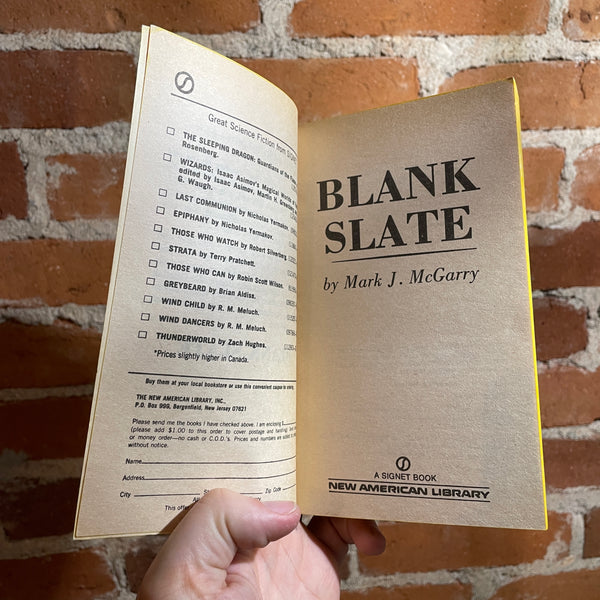 Great Science Fiction from
THE SLEEPING DRAGON: Guardians of the
Rosenberg.
WIZARDS: Isaac Asimov's Magical Worlds of
edited by Isaac Asimov, Martin H.
G. Waugh.
LAST COMMUNION by Nicholas Yermakov.
EPIPHANY by Nicholas Yermakov.
THOSE WHO WATCH by Robert Silverberg.
STRATA by Terry Pratchett.
THOSE WHO CAN by Robin Scott Wilson.
GREYBEARD by Brian Aldiss.
WIND CHILD by R. M. Meluch.
WIND DANCERS by R. M. Meluch.
THUNDERWORLD by Zach Hughes.
*Prices slightly higher in Canada.
Buy them at your local bookstore or use this convenient coupon for
THE NEW AMERICAN LIBRARY, INC.,
P.O. Box 999, Bergenfield, New Jersey 07621
Please send me the books I have checked above. I am enclosing $
(please add $1.00 to this order to cover postage and handling).
or money order—no cash or C.O.D.'s. Prices and numbers are subject to
without notice.
Name
Address
City Zip Code
This offer
BLANK
SLATE
by Mark J. McGarry
A SIGNET BOOK
NEW AMERICAN LIBRARY